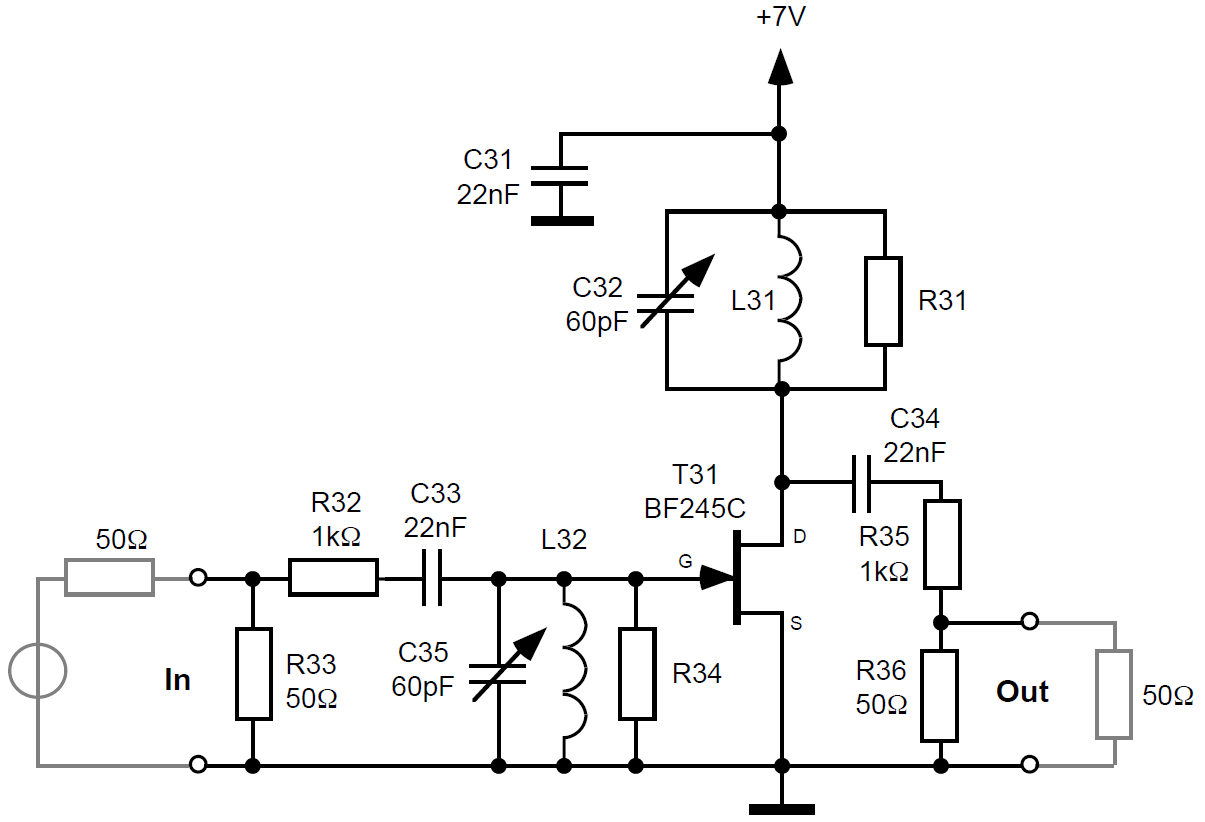 +7V
C31
22nF
C32
60pF
L31
R31
C34
22nF
T31
BF245C
D
G
S
R35
1kΩ
50Ω
R32
1kΩ
C33
22nF
L32
In
R33
50Ω
C35
60pF
R34
R36
50Ω
Out
50Ω